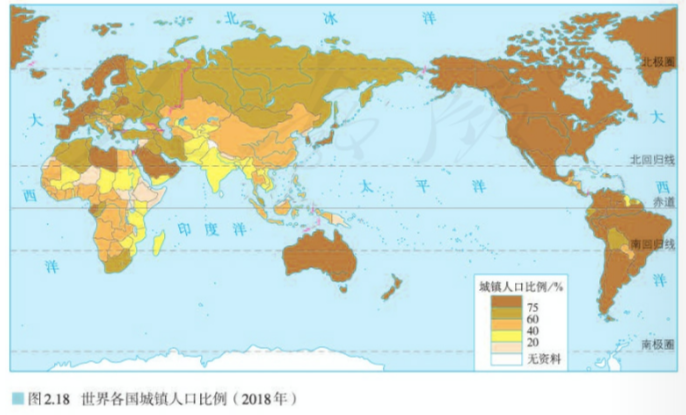 北 冰 洋
北极圈
大
大
北回归线
西
太 平 洋
西
赤道
印 度 洋
南回归线
洋
洋
城镇人口比例/%
75
60
40
20
无资料
南极圈
图2.18 世界各国城镇人口比例（2018年）